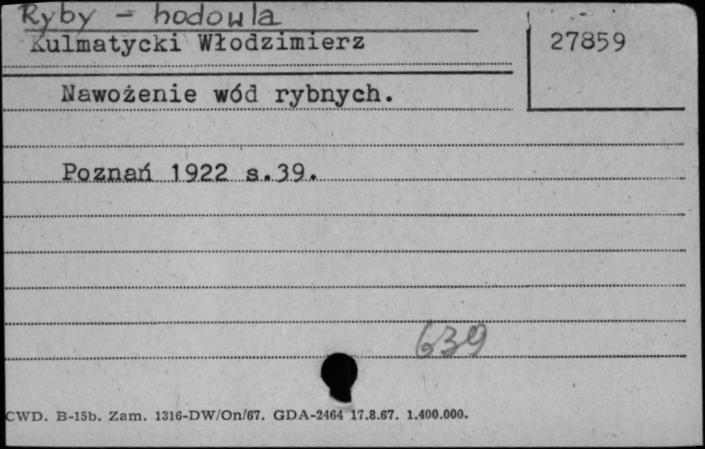 Ryby - hodowla
Kulmatycki Włodzimierz
27859
Nawożenie wód rybnych.
Poznań 1922 s.39.
639
CWD. B-15b. Zam. 1316-DW/On/67. GDA-2464 17.8.67. 1.400.000.